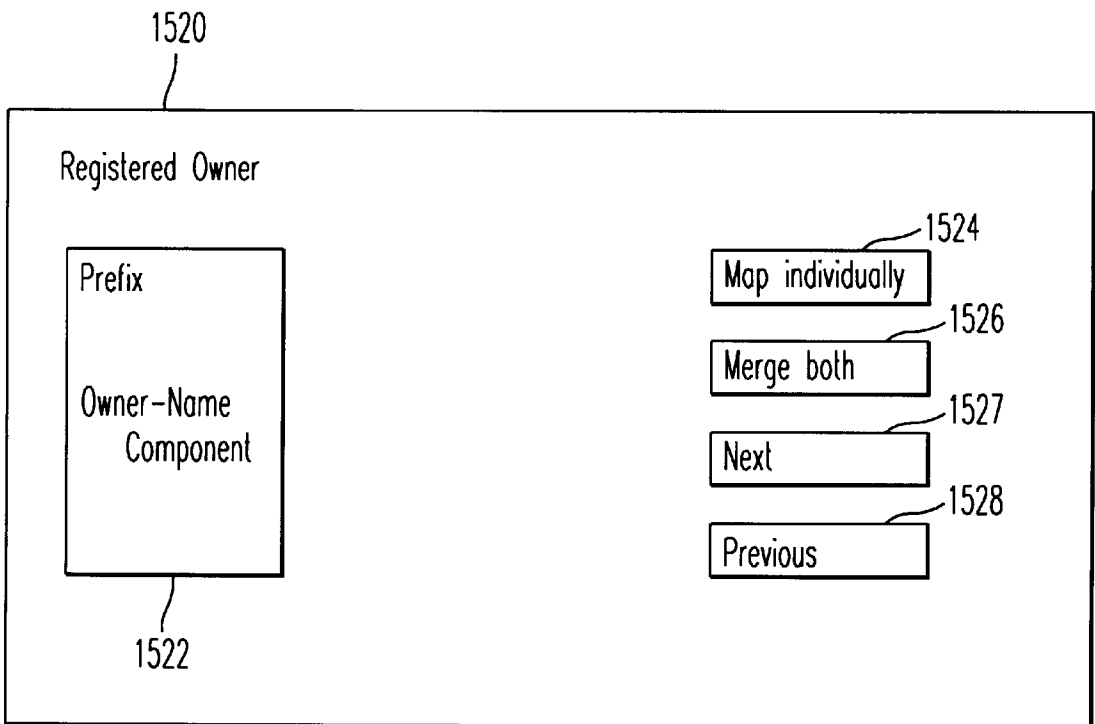 1520
Registered Owner
Prefix
Owner-Name
Component
1522
1524
Map individually
1526
Merge both
1527
Next
1528
Previous